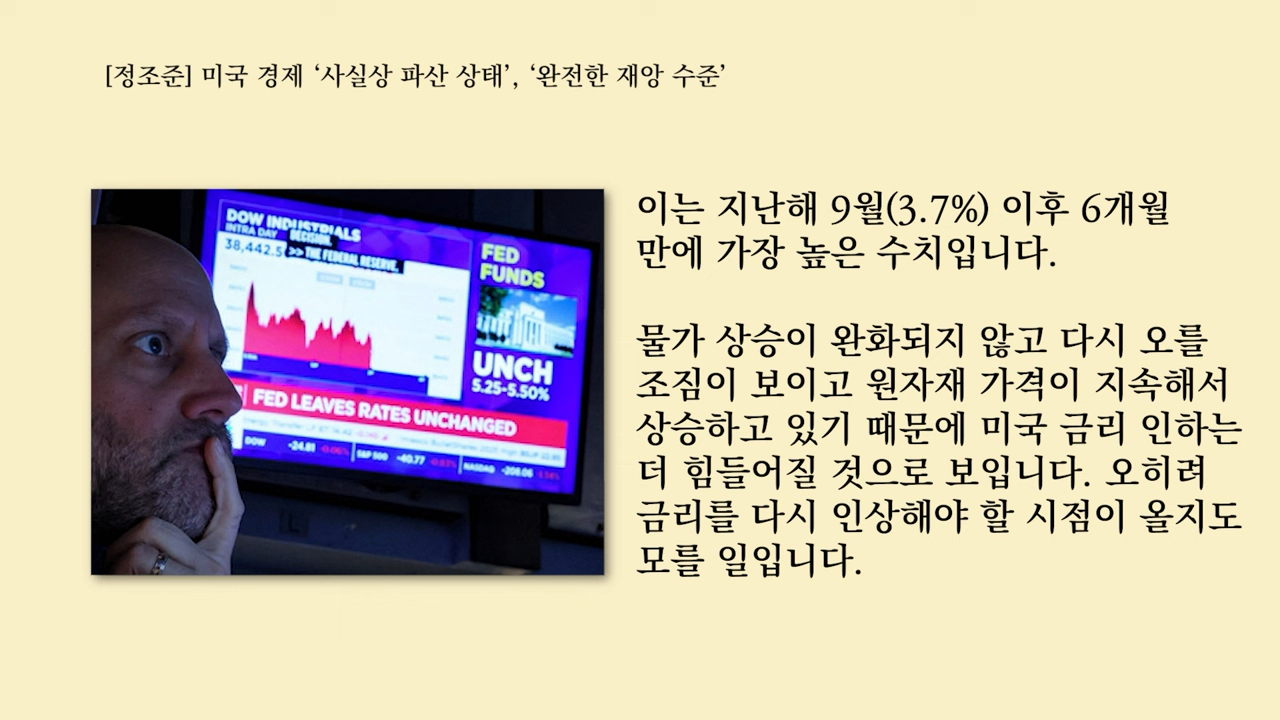 [정조준] 미국 경제 ‘사실상 파산 상태’, ‘완전한 재앙 수준’
DOW INDUSTRIALS
INTRA DAY
DECISION.
38,442.5
>> THE FEDERAL RESERVE.
FED
FUNDS
UNCH
5.25-5.50%
FED LEAVES RATES UNCHANGED
DOW -24.81 -0.06% S&P 500 -40.77 NASDAQ -208.06
이는 지난해 9월(3.7%) 이후 6개월
만에 가장 높은 수치입니다.
물가 상승이 완화되지 않고 다시 오를
조짐이 보이고 원자재 가격이 지속해서
상승하고 있기 때문에 미국 금리 인하는
더 힘들어질 것으로 보입니다. 오히려
금리를 다시 인상해야 할 시점이 올지도
모를 일입니다.